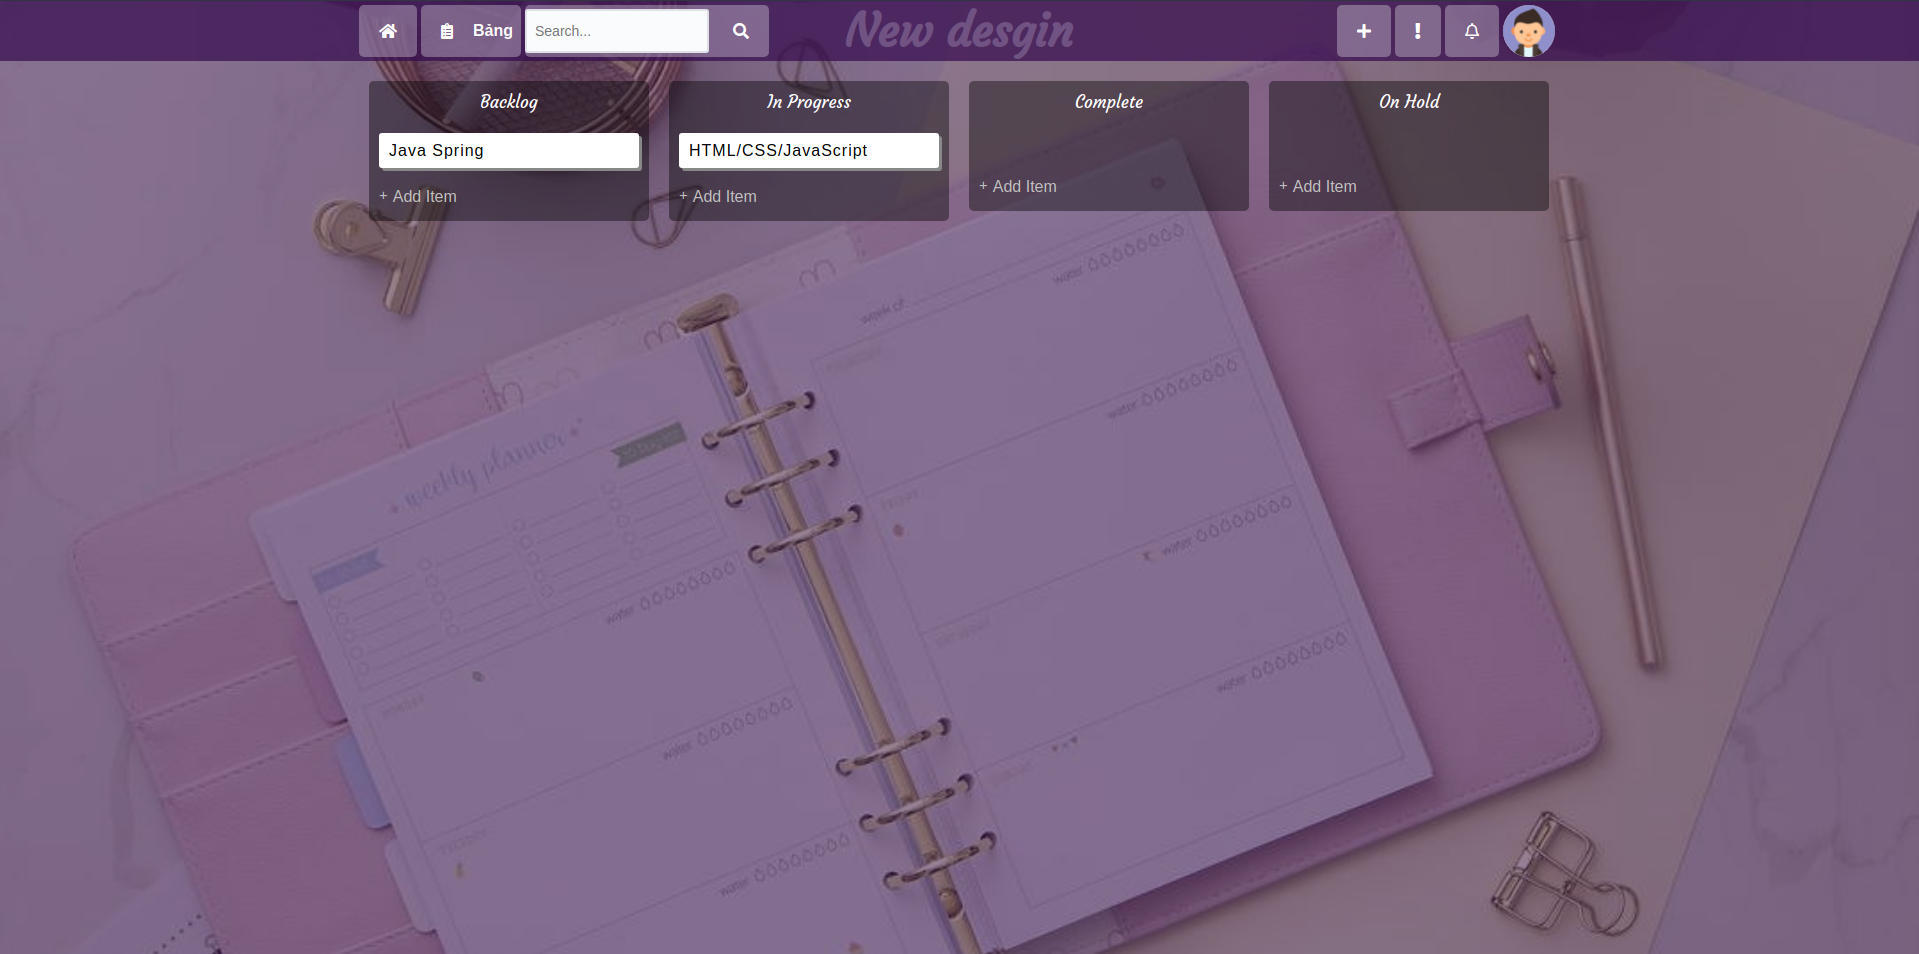 Bảng
Search...
New desgin
Backlog
Java Spring
+ Add Item
In Progress
HTML/CSS/JavaScript
+ Add Item
Complete
+ Add Item
On Hold
+ Add Item
week of
water
water
water
water
weekly planner
water
water
water